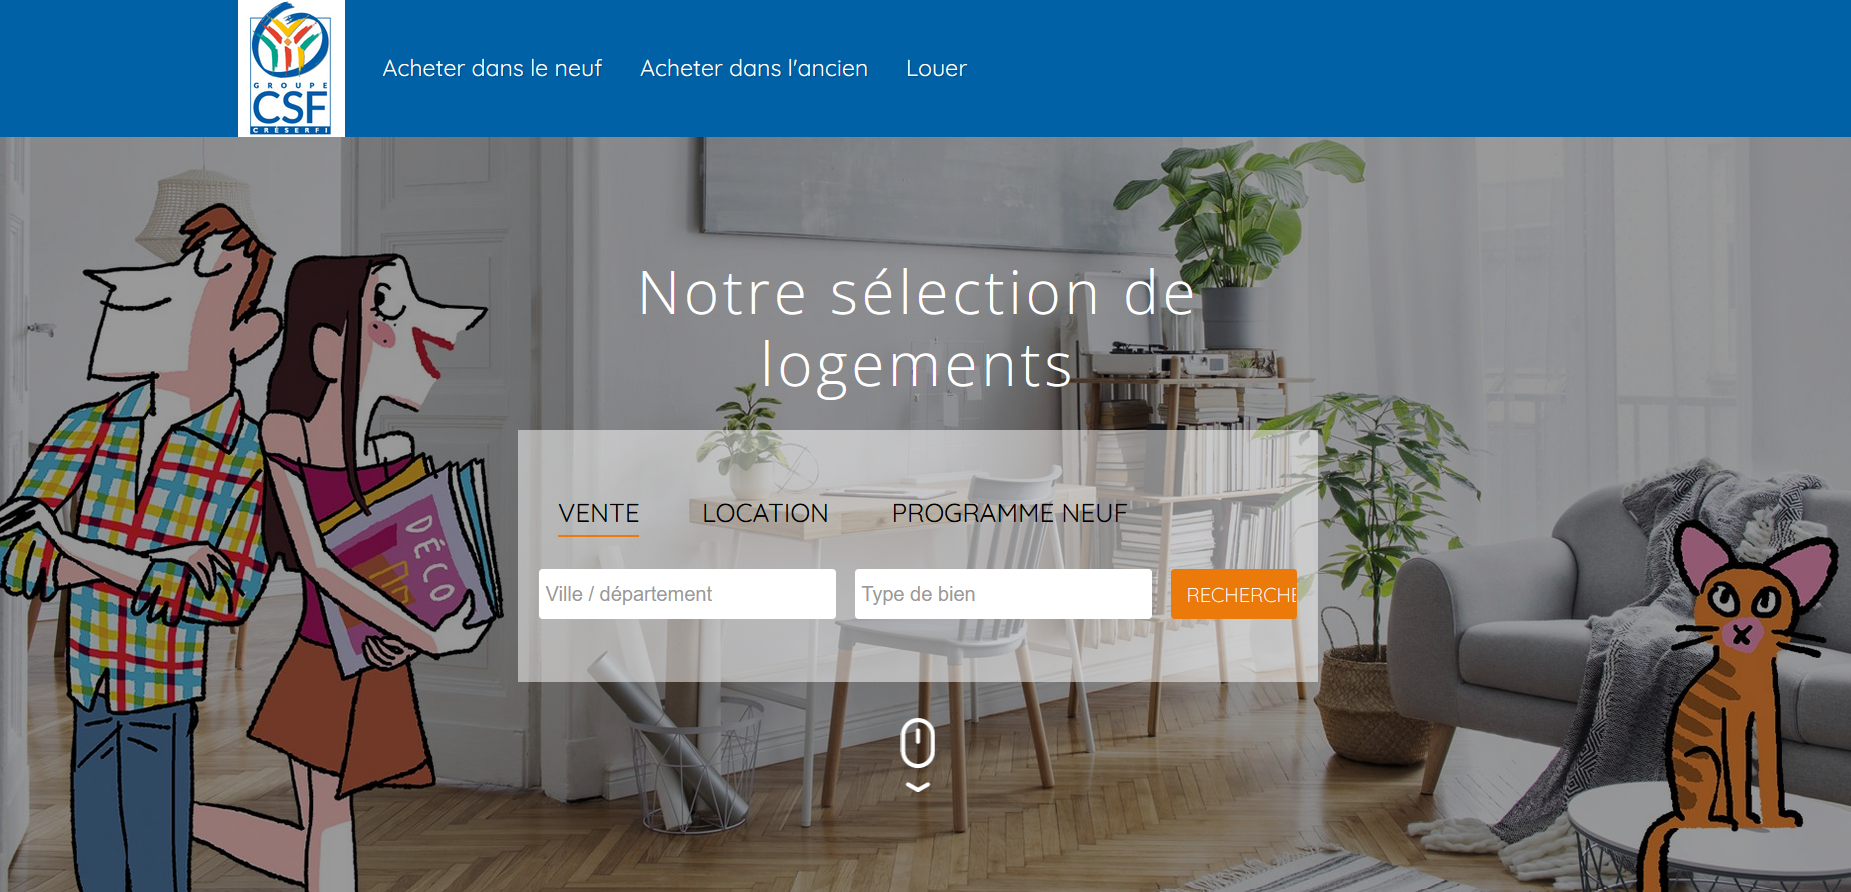 GROUPE
CSF
CRÉSERFI
Acheter dans le neuf
Acheter dans l'ancien
Louer
Notre sélection de
logements
VENTE
LOCATION
PROGRAMME NEUF
Ville / département
Type de bien
RECHERCHE
DÉCO